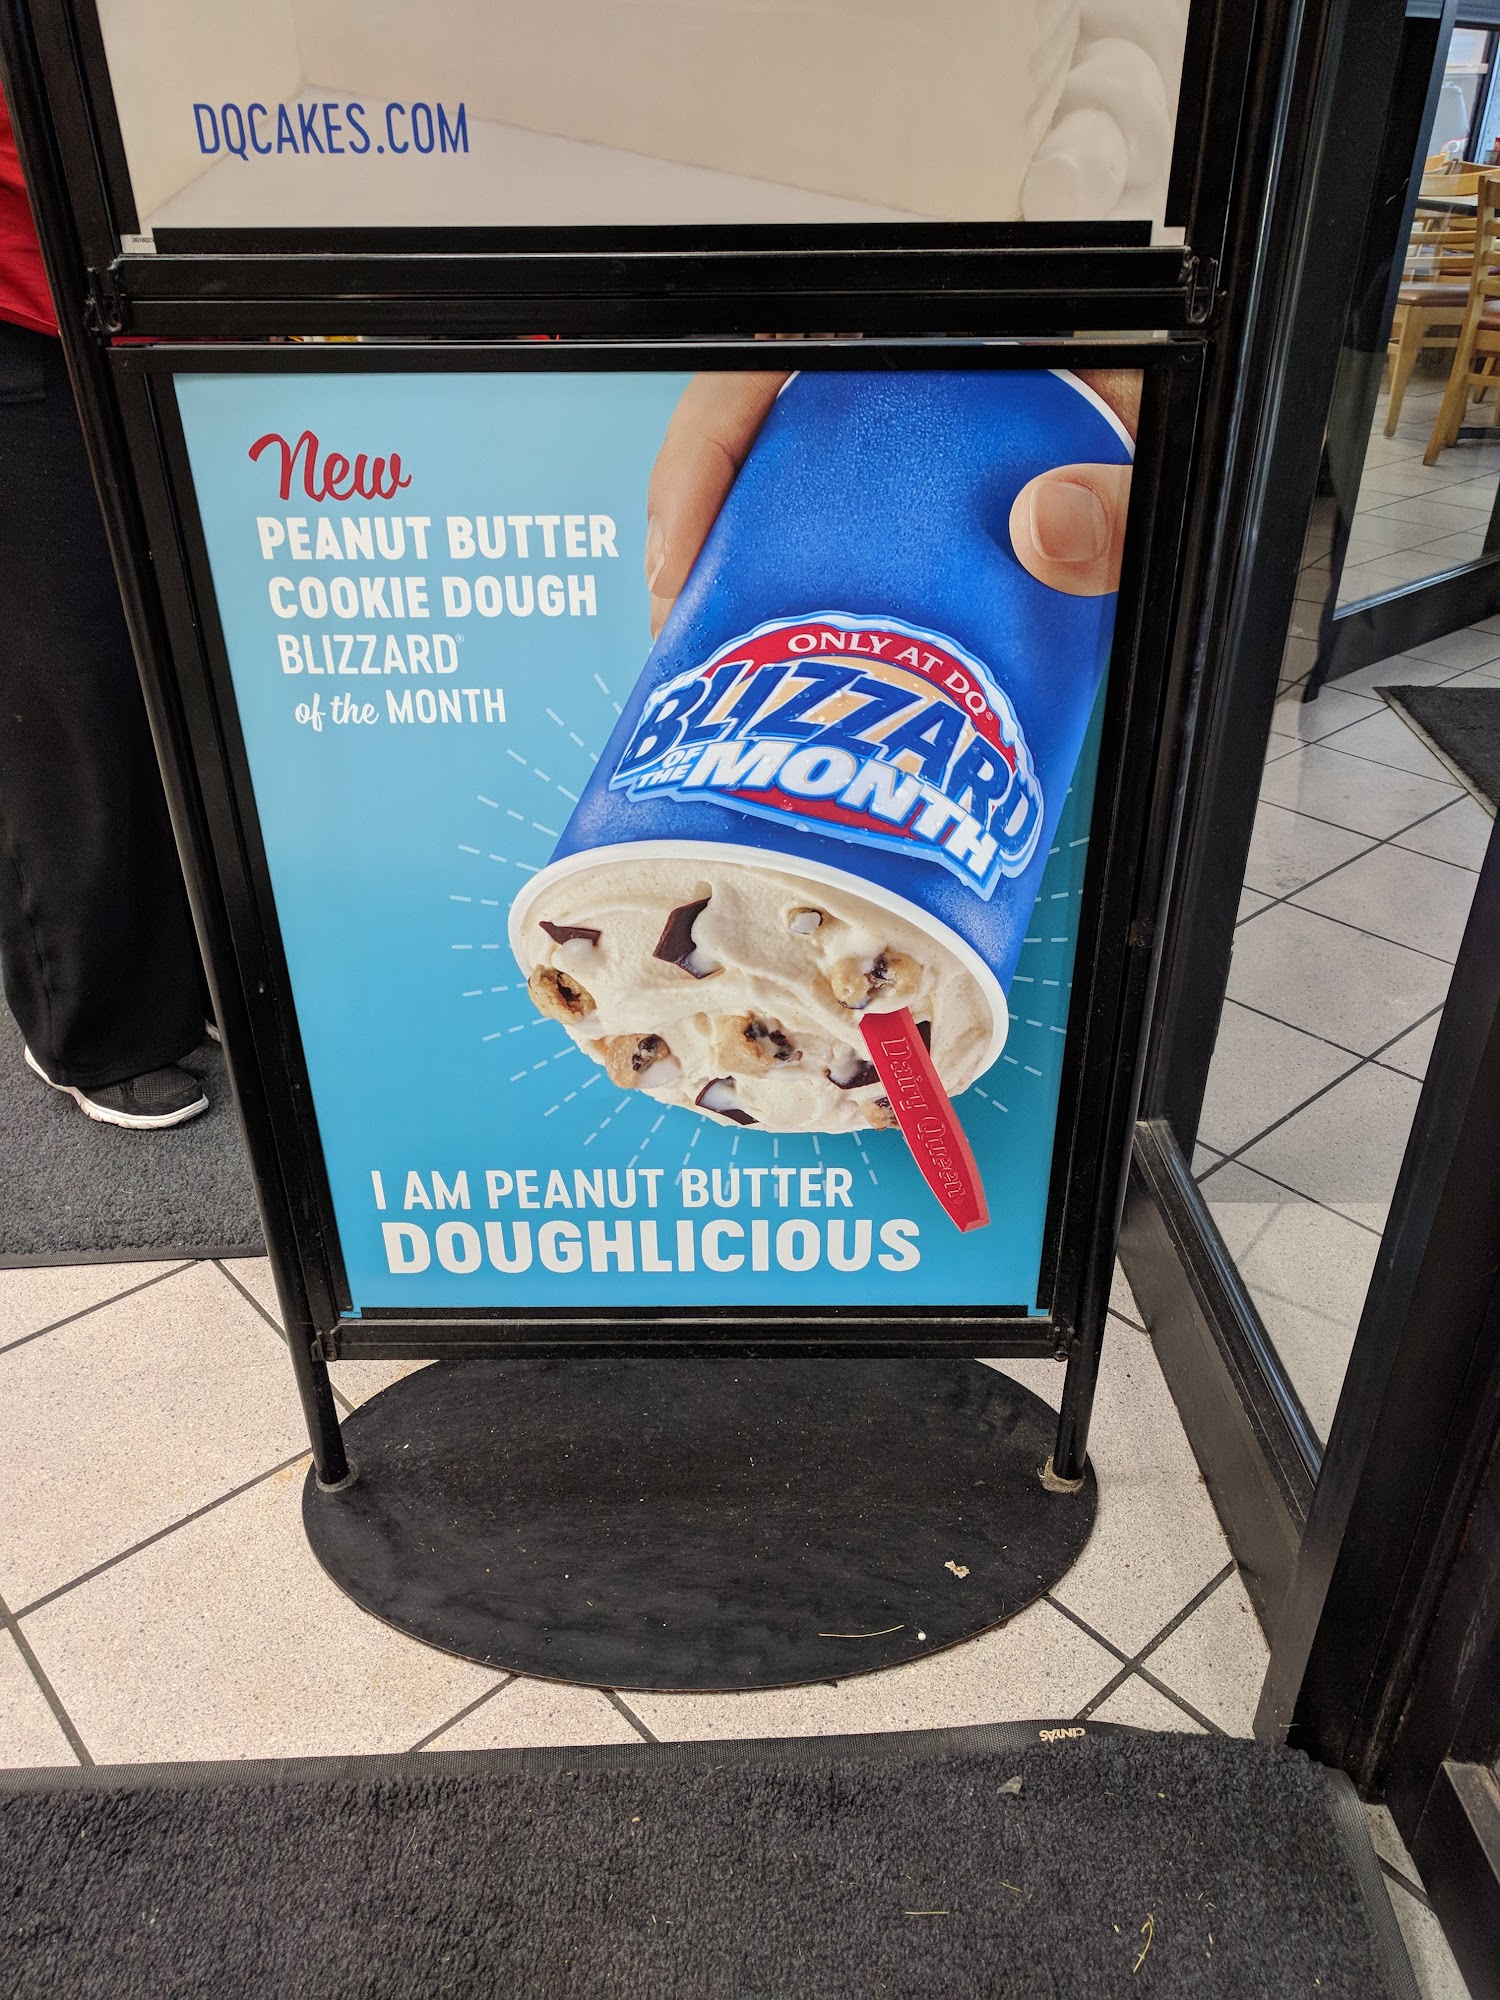 DQCAKES.COM
New
PEANUT BUTTER
COOKIE DOUGH
BLIZZARD®
of the MONTH
ONLY AT DQ®
BLIZZARD
OF THE MONTH
Dairy Queen
I AM PEANUT BUTTER
DOUGHLICIOUS
CINTAS